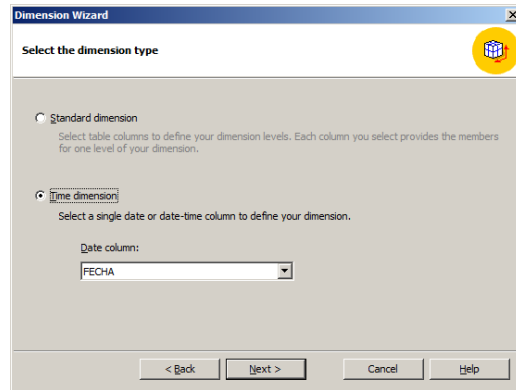 Dimension Wizard
Select the dimension type
Standard dimension
Select table columns to define your dimension levels. Each column you select provides the members
for one level of your dimension.
Time dimension
Select a single date or date-time column to define your dimension.
Date column:
FECHA
< Back Next > Cancel Help